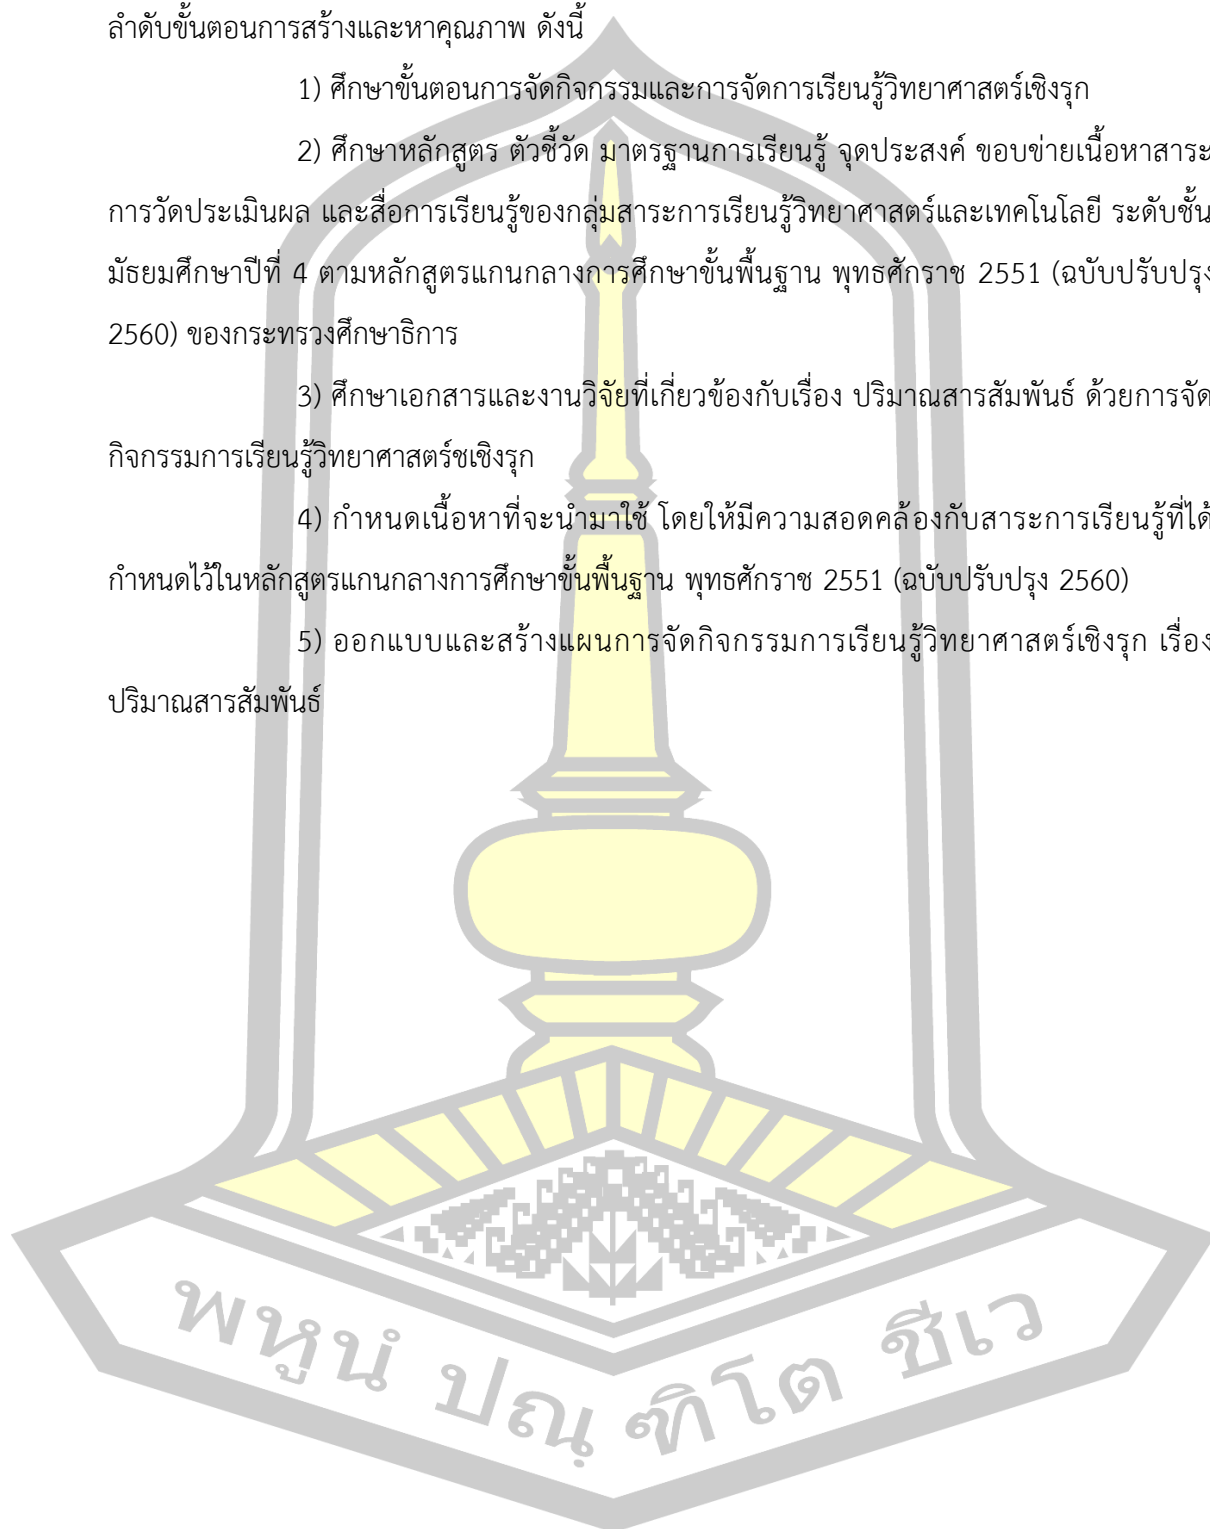 ลำดับขั้นตอนการสร้างและหาคุณภาพ ดังนี้
1) ศึกษาขั้นตอนการจัดกิจกรรมและการจัดการเรียนรู้วิทยาศาสตร์เชิงรุก
2) ศึกษาหลักสูตร ตัวชี้วัด มาตรฐานการเรียนรู้ จุดประสงค์ ขอบข่ายเนื้อหาสาระ
การวัดประเมินผล และสื่อการเรียนรู้ของกลุ่มสาระการเรียนรู้วิทยาศาสตร์และเทคโนโลยี ระดับชั้น
มัธยมศึกษาปีที่ 4 ตามหลักสูตรแกนกลางการศึกษาขั้นพื้นฐาน พุทธศักราช 2551 (ฉบับปรับปรุง
2560) ของกระทรวงศึกษาธิการ
3) ศึกษาเอกสารและงานวิจัยที่เกี่ยวข้องกับเรื่อง ปริมาณสารสัมพันธ์ ด้วยการจัด
กิจกรรมการเรียนรู้วิทยาศาสตร์ชเชิงรุก
4) กำหนดเนื้อหาที่จะนำมาใช้ โดยให้มีความสอดคล้องกับสาระการเรียนรู้ที่ได้
กำหนดไว้ในหลักสูตรแกนกลางการศึกษาขั้นพื้นฐาน พุทธศักราช 2551 (ฉบับปรับปรุง 2560)
5) ออกแบบและสร้างแผนการจัดกิจกรรมการเรียนรู้วิทยาศาสตร์เชิงรุก เรื่อง
ปริมาณสารสัมพันธ์
พหูนํ ปณฺ ฑิโต ชีเว